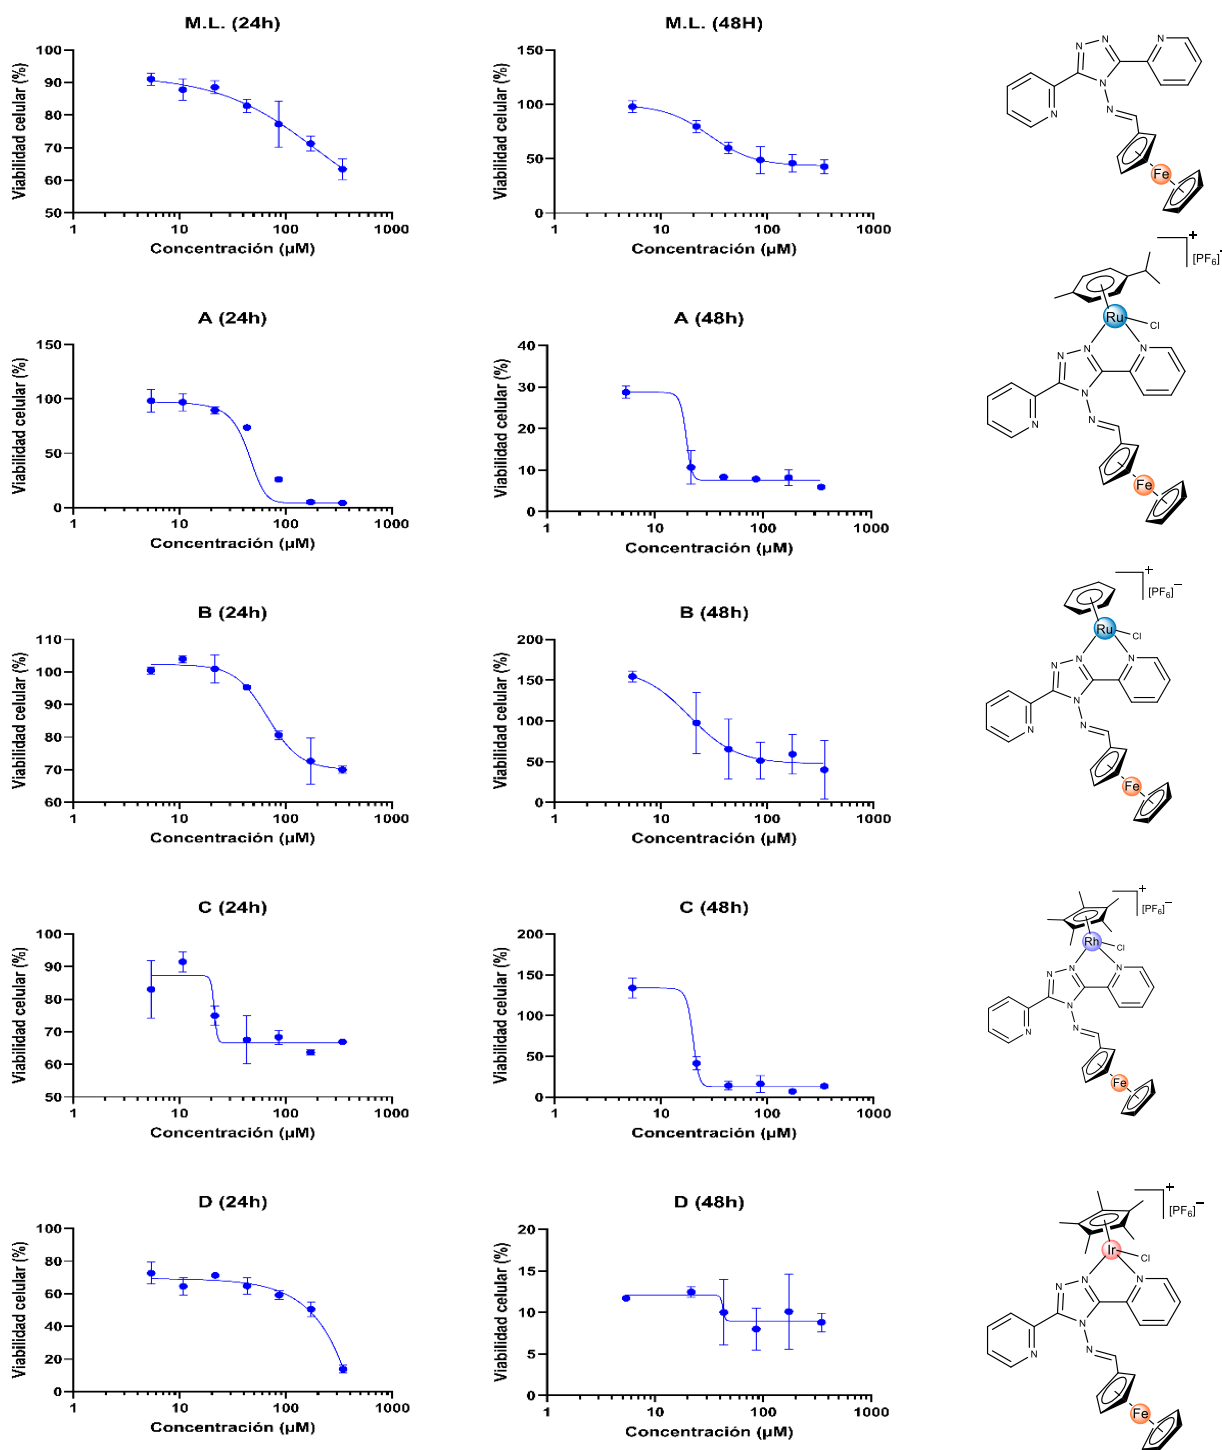 M.L. (24h)
Viabilidad celular (%)
100
90
80
70
60
50
1
10
100
1000
Concentración (µM)
M.L. (48H)
Viabilidad celular (%)
150
100
50
0
1
10
100
1000
Concentración (µM)
N N
N
N
N
N
Fe
A (24h)
Viabilidad celular (%)
150
100
50
0
1
10
100
1000
Concentración (µM)
A (48h)
Viabilidad celular (%)
40
30
20
10
0
1
10
100
1000
Concentración (µM)
+
[PF6]-
Ru
Cl
N N
N
N
N
N
Fe
B (24h)
Viabilidad celular (%)
110
100
90
80
70
60
1
10
100
1000
Concentración (µM)
B (48h)
Viabilidad celular (%)
200
150
100
50
0
1
10
100
1000
Concentración (µM)
+
[PF6]−
Ru
Cl
N N
N
N
N
N
Fe
C (24h)
Viabilidad celular (%)
100
90
80
70
60
50
1
10
100
1000
Concentración (µM)
C (48h)
Viabilidad celular (%)
200
150
100
50
0
1
10
100
1000
Concentración (µM)
+
[PF6]−
Rh
Cl
N N
N
N
N
N
Fe
D (24h)
Viabilidad celular (%)
100
80
60
40
20
0
1
10
100
1000
Concentración (µM)
D (48h)
Viabilidad celular (%)
20
15
10
5
0
1
10
100
1000
Concentración (µM)
+
[PF6]−
Ir
Cl
N N
N
N
N
N
Fe